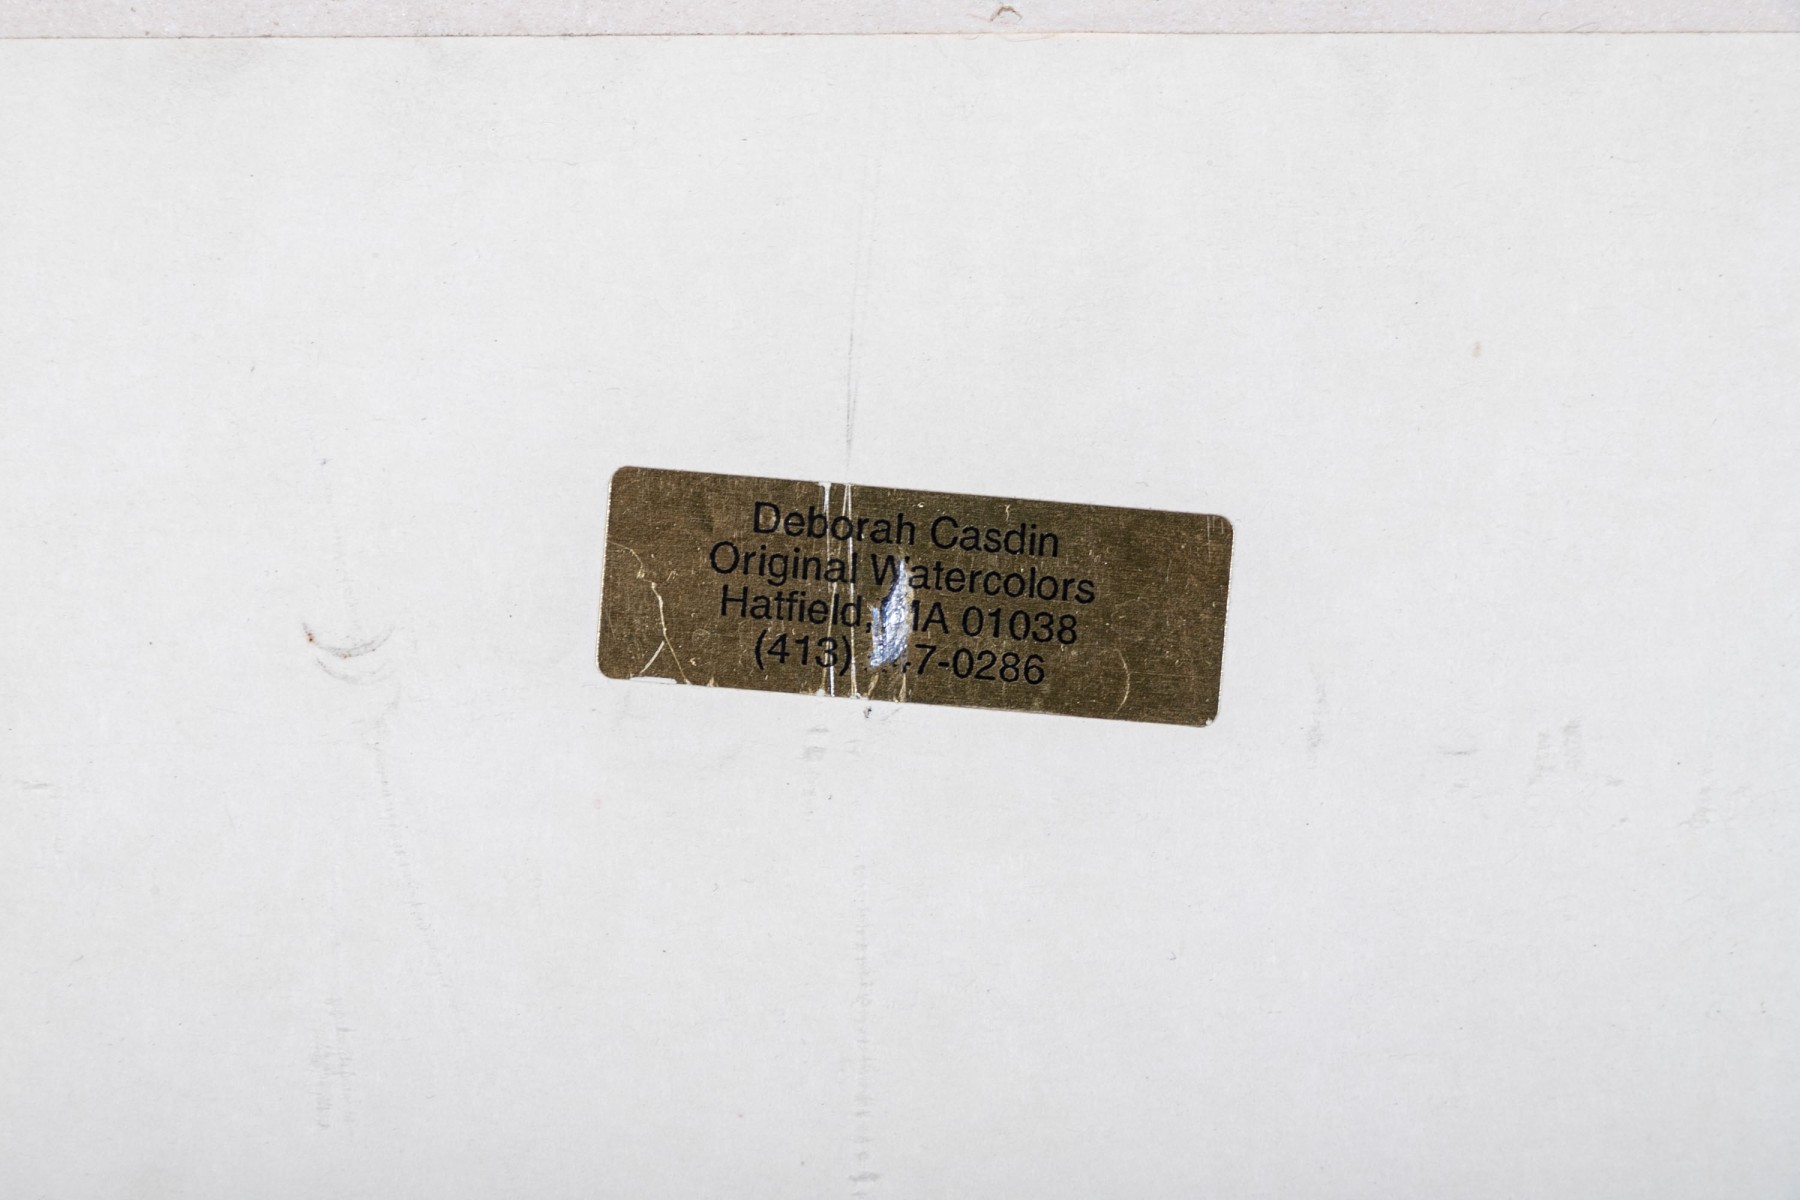 Deborah Casdin
Original Watercolors
Hatfield, MA 01038
(413)